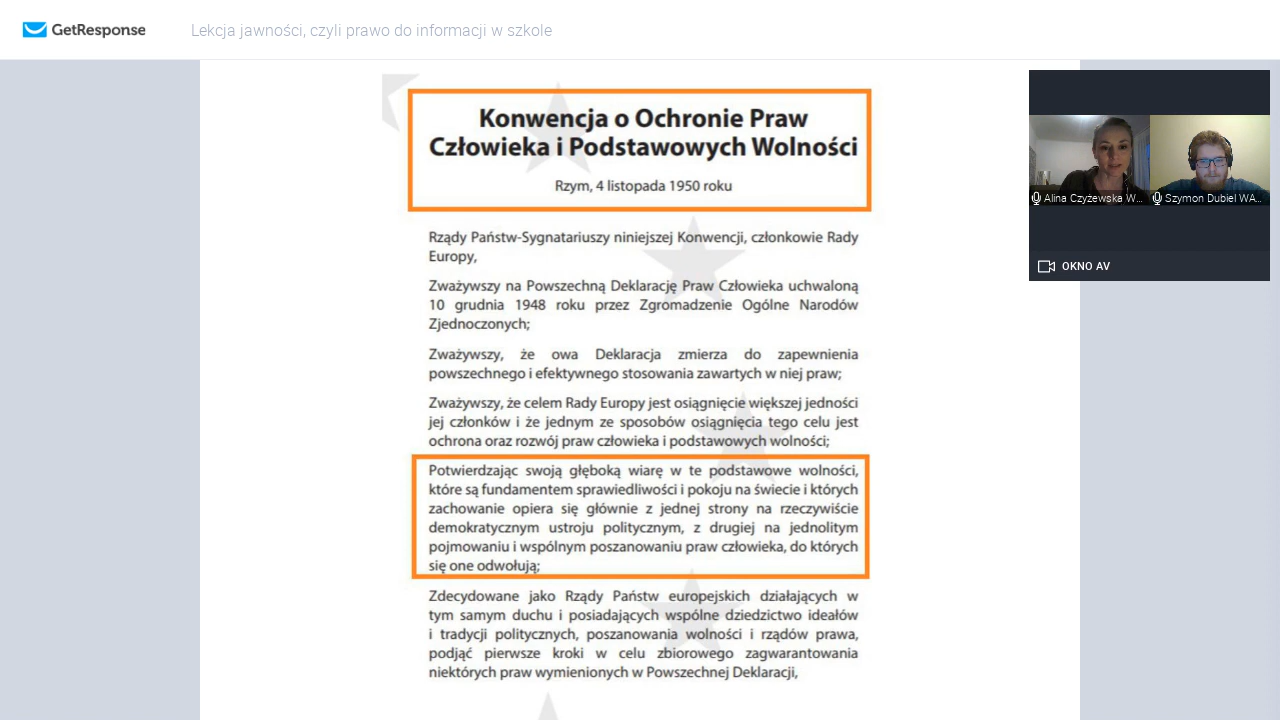 GetResponse
Lekcja jawności, czyli prawo do informacji w szkole
Konwencja o Ochronie Praw
Człowieka i Podstawowych Wolności
Rzym, 4 listopada 1950 roku
Rządy Państw-Sygnatariuszy niniejszej Konwencji, członkowie Rady
Europy,
Zważywszy na Powszechną Deklarację Praw Człowieka uchwaloną
10 grudnia 1948 roku przez Zgromadzenie Ogólne Narodów
Zjednoczonych;
Zważywszy, że owa Deklaracja zmierza do zapewnienia
powszechnego i efektywnego stosowania zawartych w niej praw;
Zważywszy, że celem Rady Europy jest osiągnięcie większej jedności
jej członków i że jednym ze sposobów osiągnięcia tego celu jest
ochrona oraz rozwój praw człowieka i podstawowych wolności;
Potwierdzając swoją głęboką wiarę w te podstawowe wolności,
które są fundamentem sprawiedliwości i pokoju na świecie i których
zachowanie opiera się głównie z jednej strony na rzeczywiście
demokratycznym ustroju politycznym, z drugiej na jednolitym
pojmowaniu i wspólnym poszanowaniu praw człowieka, do których
się one odwołują;
Zdecydowane jako Rządy Państw europejskich działających w
tym samym duchu i posiadających wspólne dziedzictwo ideałów
i tradycji politycznych, poszanowania wolności i rządów prawa,
podjąć pierwsze kroki w celu zbiorowego zagwarantowania
niektórych praw wymienionych w Powszechnej Deklaracji,
Alina Czyżewska W...
Szymon Dubiel WA...
OKNO AV